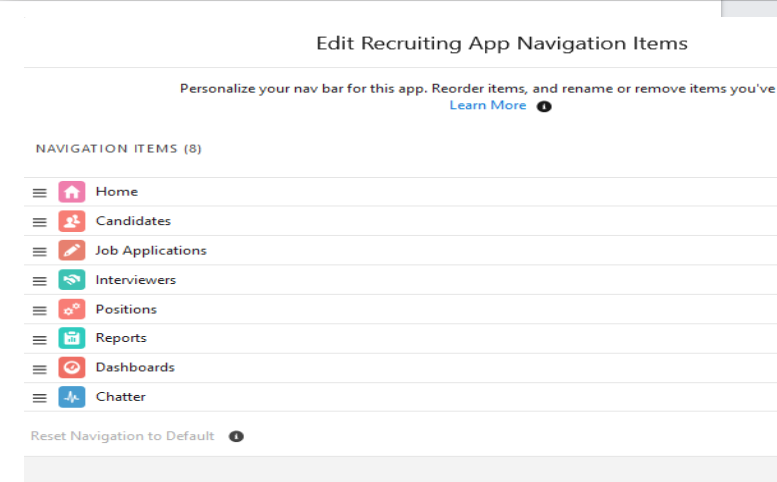 Edit Recruiting App Navigation Items
Personalize your nav bar for this app. Reorder items, and rename or remove items you've
Learn More
NAVIGATION ITEMS (8)
Home
Candidates
Job Applications
Interviewers
Positions
Reports
Dashboards
Chatter
Reset Navigation to Default